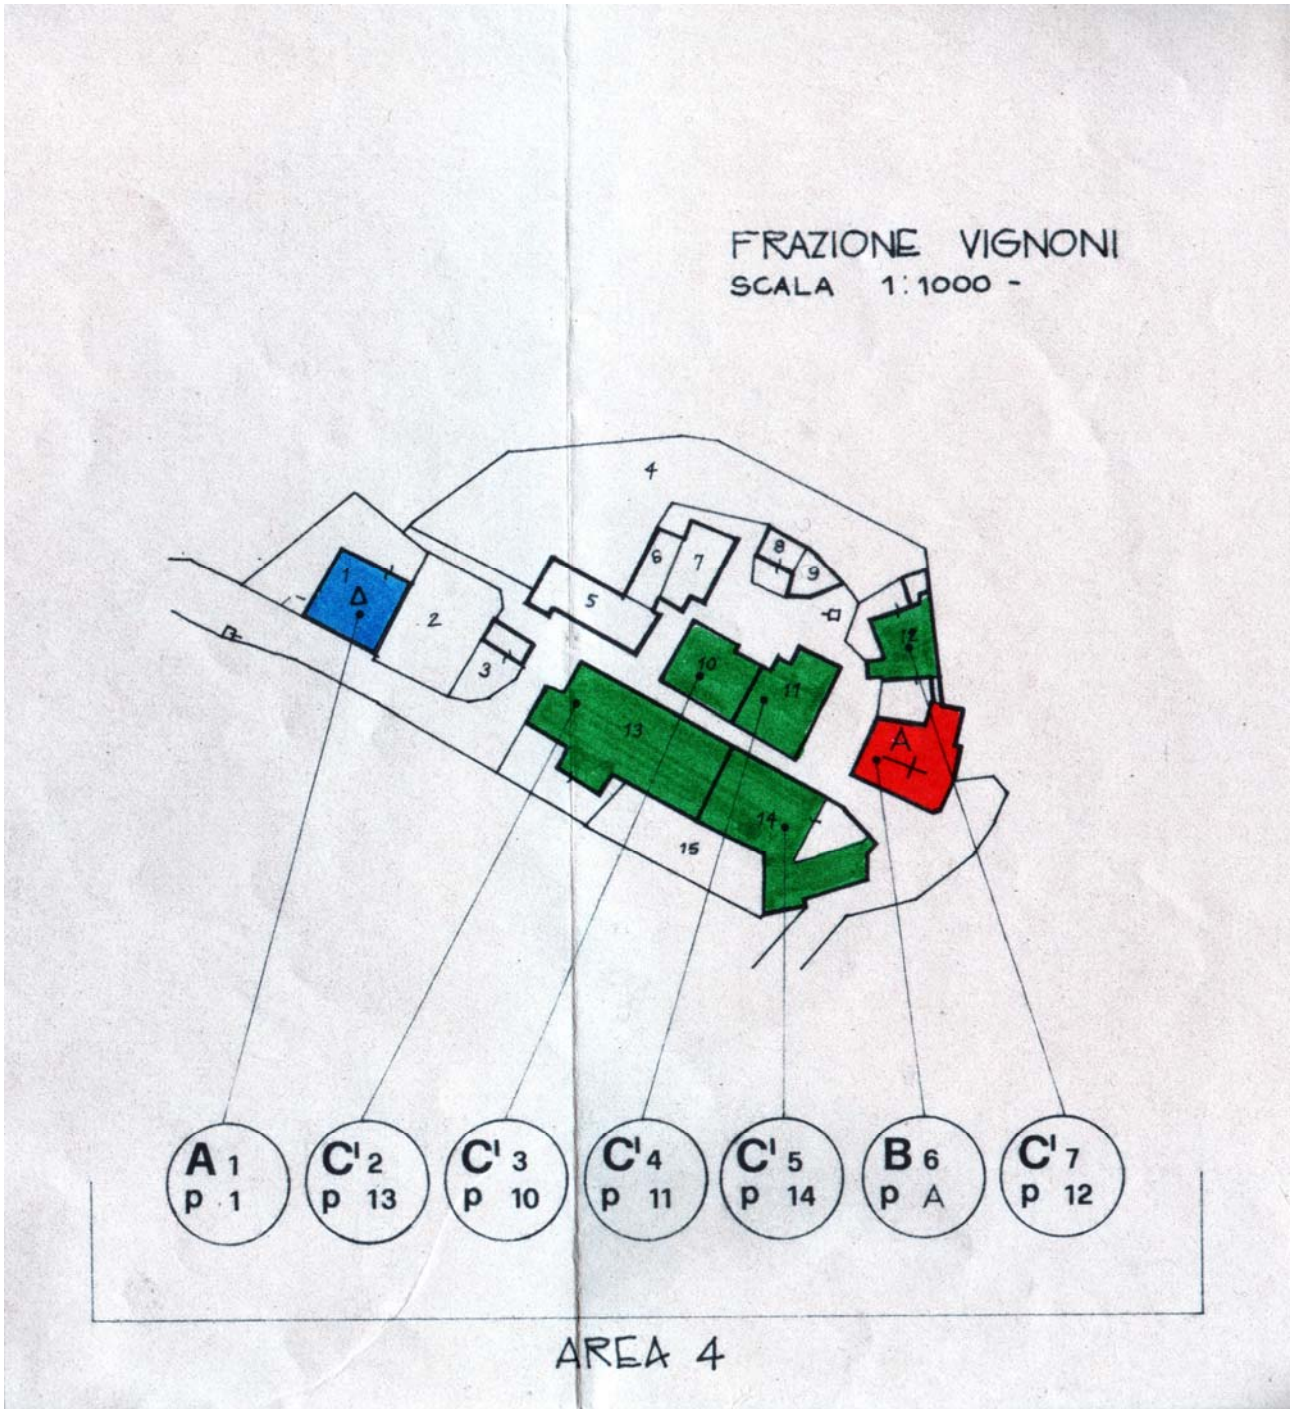 FRAZIONE VIGNONI
SCALA 1:1000 -
4
1
Δ
2
3
5
6
7
8
9
12
10
11
13
A
14
15
A 1
p 1
C' 2
p 13
C' 3
p 10
C' 4
p 11
C' 5
p 14
B 6
p A
C' 7
p 12
AREA 4